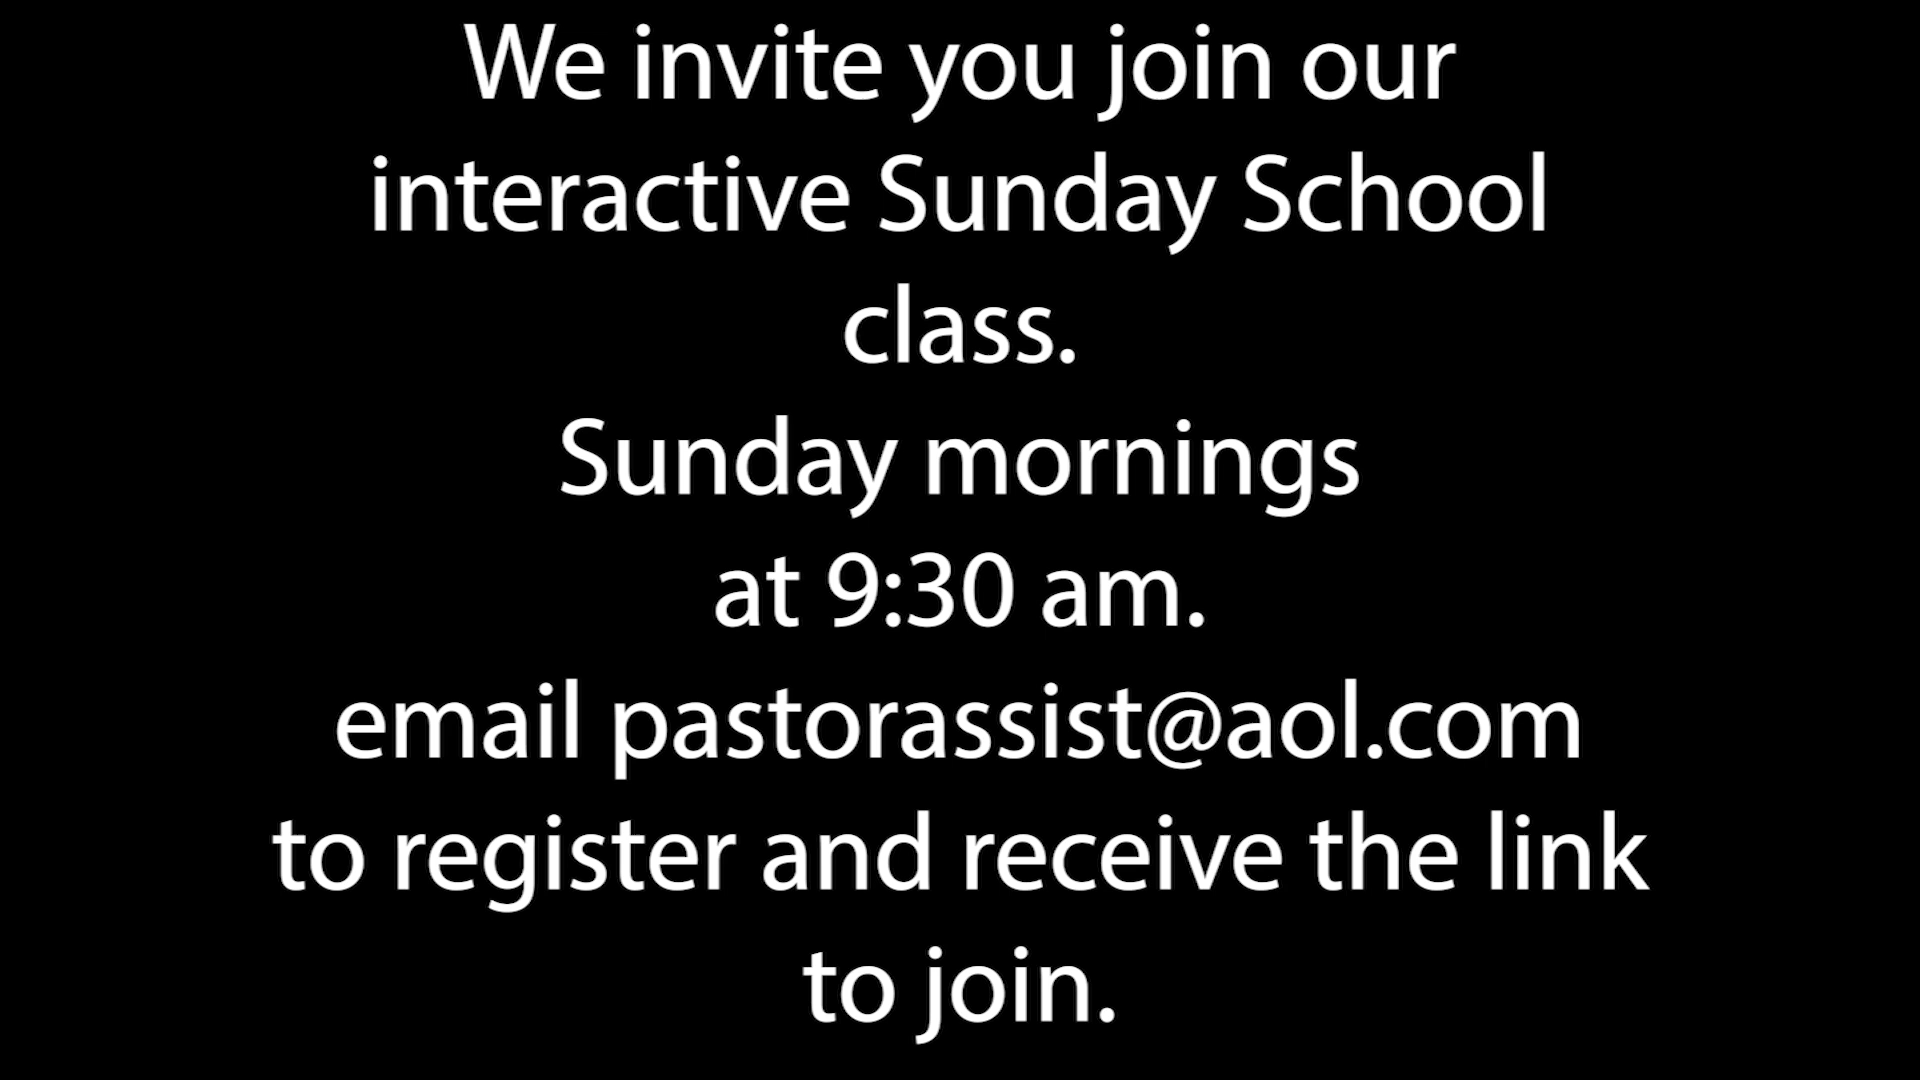 We invite you join our
interactive Sunday School
class.
Sunday mornings
at 9:30 am.
email pastorassist@aol.com
to register and receive the link
to join.